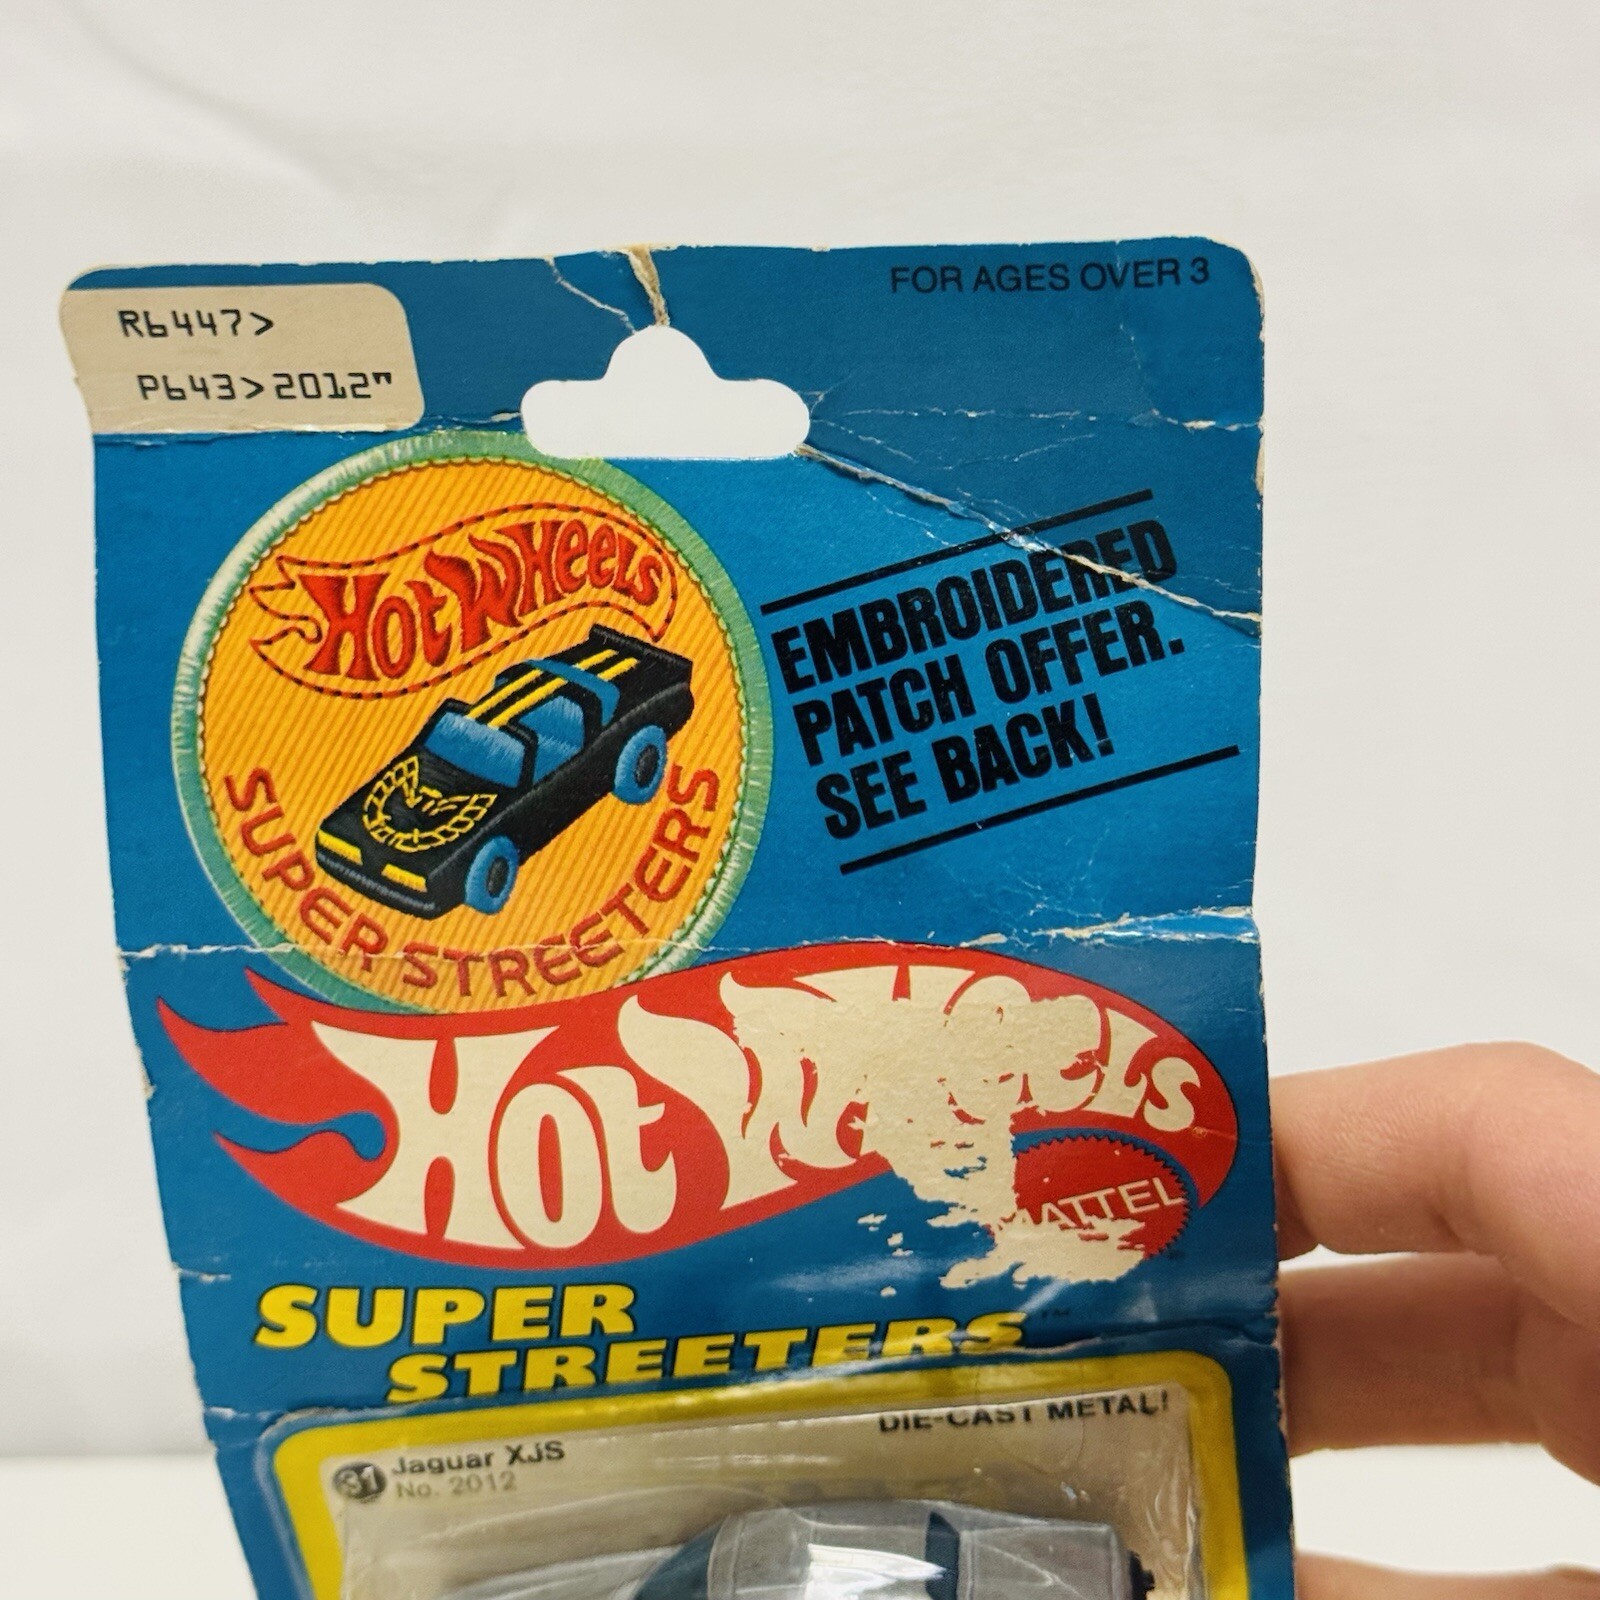 FOR AGES OVER 3
R6447>
P643>2012"
HOT WHEELS
SUPER STREETERS
EMBROIDERED
PATCH OFFER.
SEE BACK!
HOT WHEELS
MATTEL
SUPER
STREETERS™
DIE-CAST METAL!
31 Jaguar XJS
No. 2012